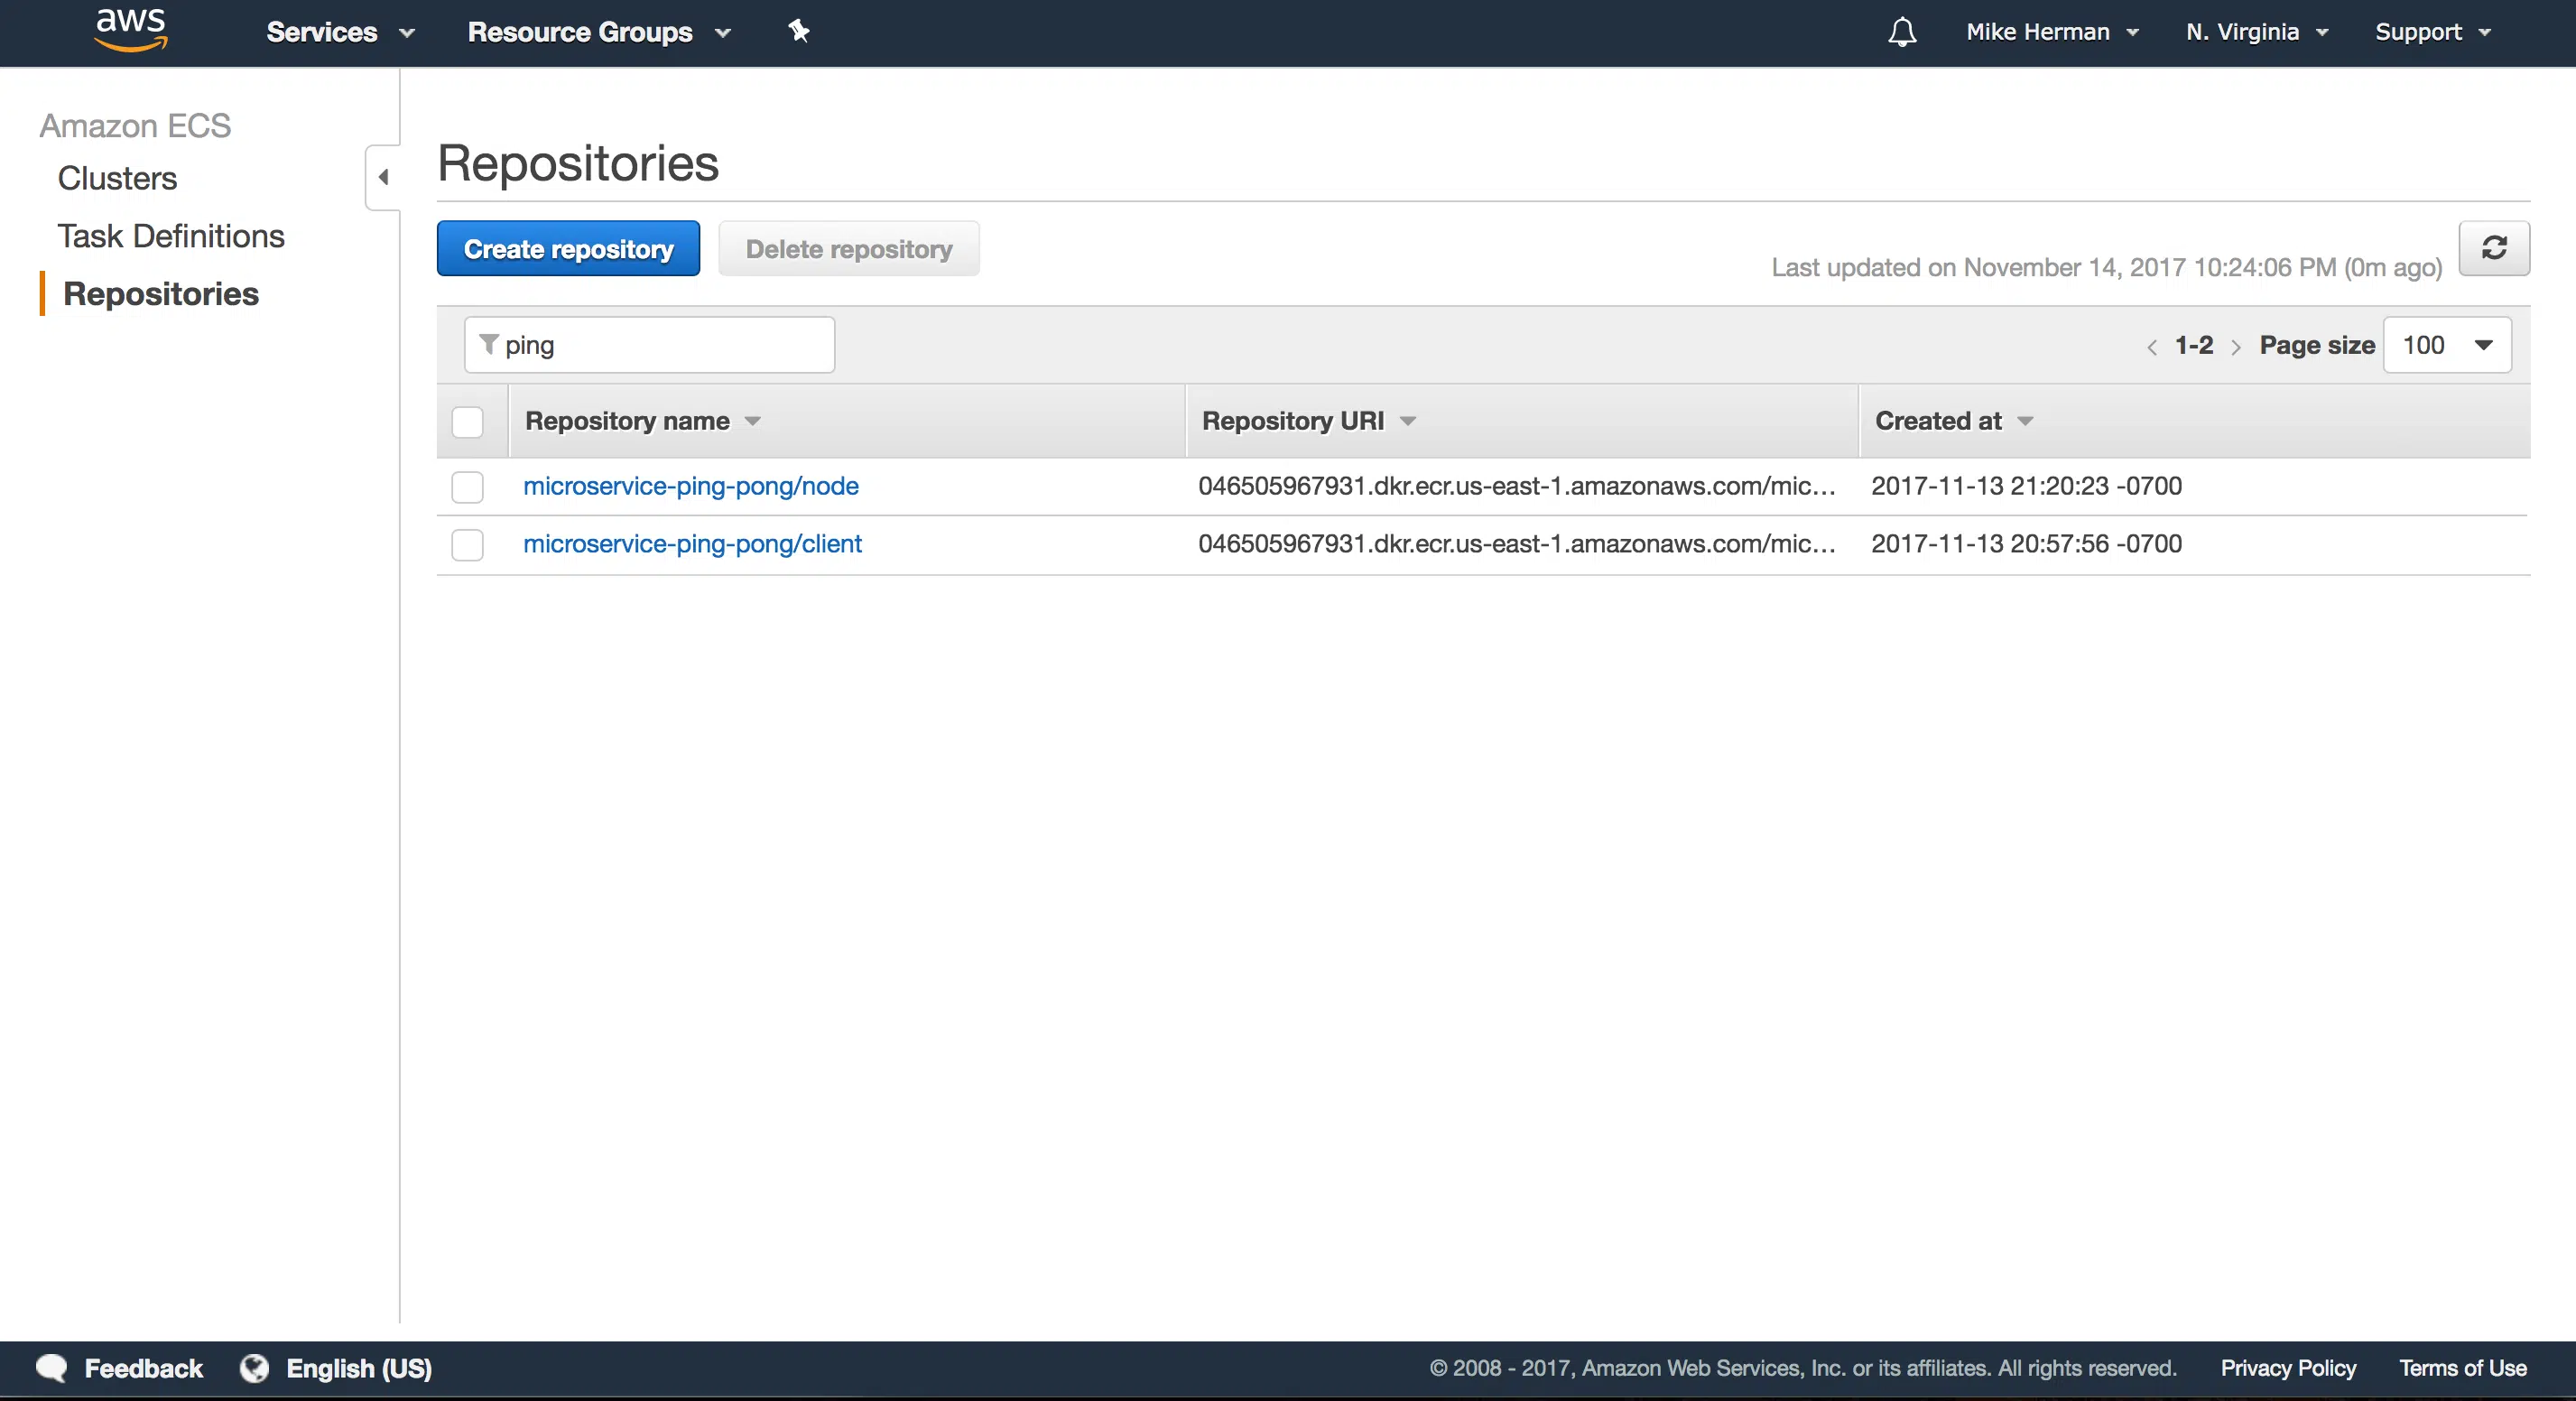 aws Services Resource Groups Mike Herman N. Virginia Support
Amazon ECS
Clusters
Task Definitions
Repositories
Repositories
Create repository Delete repository
Last updated on November 14, 2017 10:24:06 PM (0m ago)
ping
< 1-2 > Page size 100
Repository name Repository URI Created at
microservice-ping-pong/node 046505967931.dkr.ecr.us-east-1.amazonaws.com/mic... 2017-11-13 21:20:23 -0700
microservice-ping-pong/client 046505967931.dkr.ecr.us-east-1.amazonaws.com/mic... 2017-11-13 20:57:56 -0700
Feedback English (US) © 2008 - 2017, Amazon Web Services, Inc. or its affiliates. All rights reserved. Privacy Policy Terms of Use